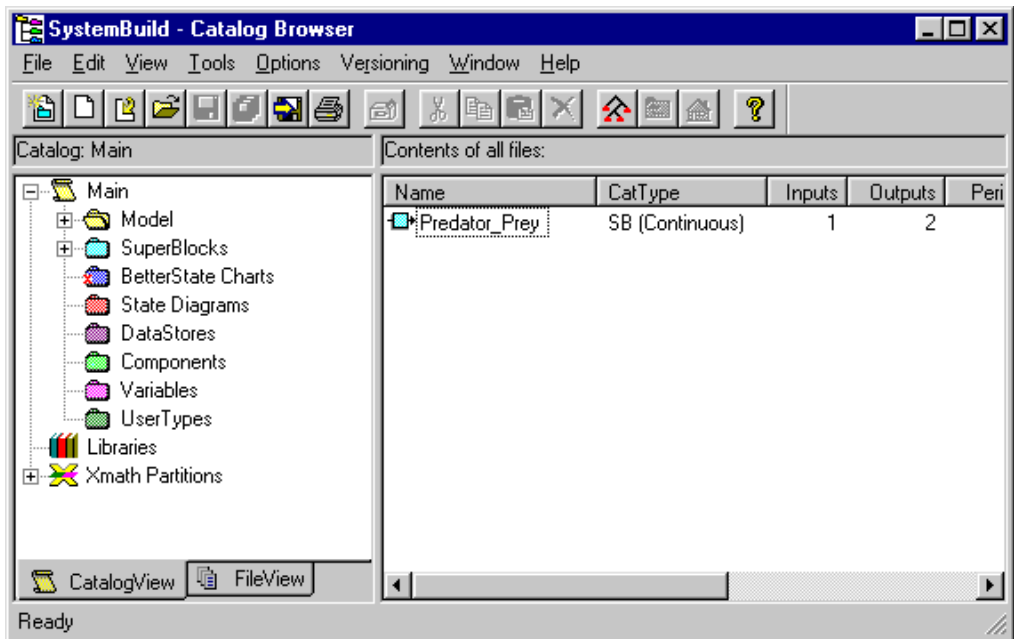 SystemBuild - Catalog Browser
File Edit View Tools Options Versioning Window Help
Catalog: Main
Contents of all files:
Main
Model
SuperBlocks
BetterState Charts
State Diagrams
DataStores
Components
Variables
UserTypes
Libraries
Xmath Partitions
Name CatType Inputs Outputs Peri
Predator_Prey SB (Continuous) 1 2
CatalogView FileView
Ready